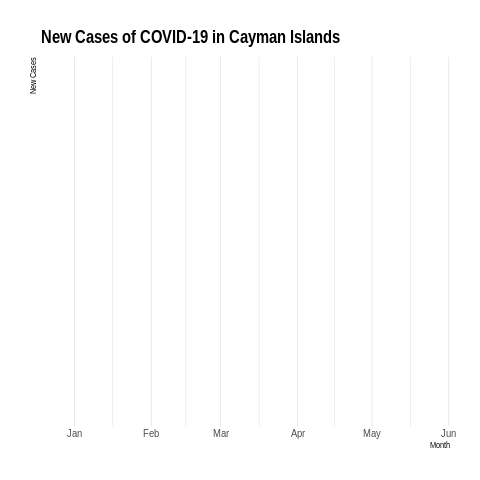 New Cases of COVID-19 in Cayman Islands
New Cases
Jan Feb Mar Apr May Jun
Month